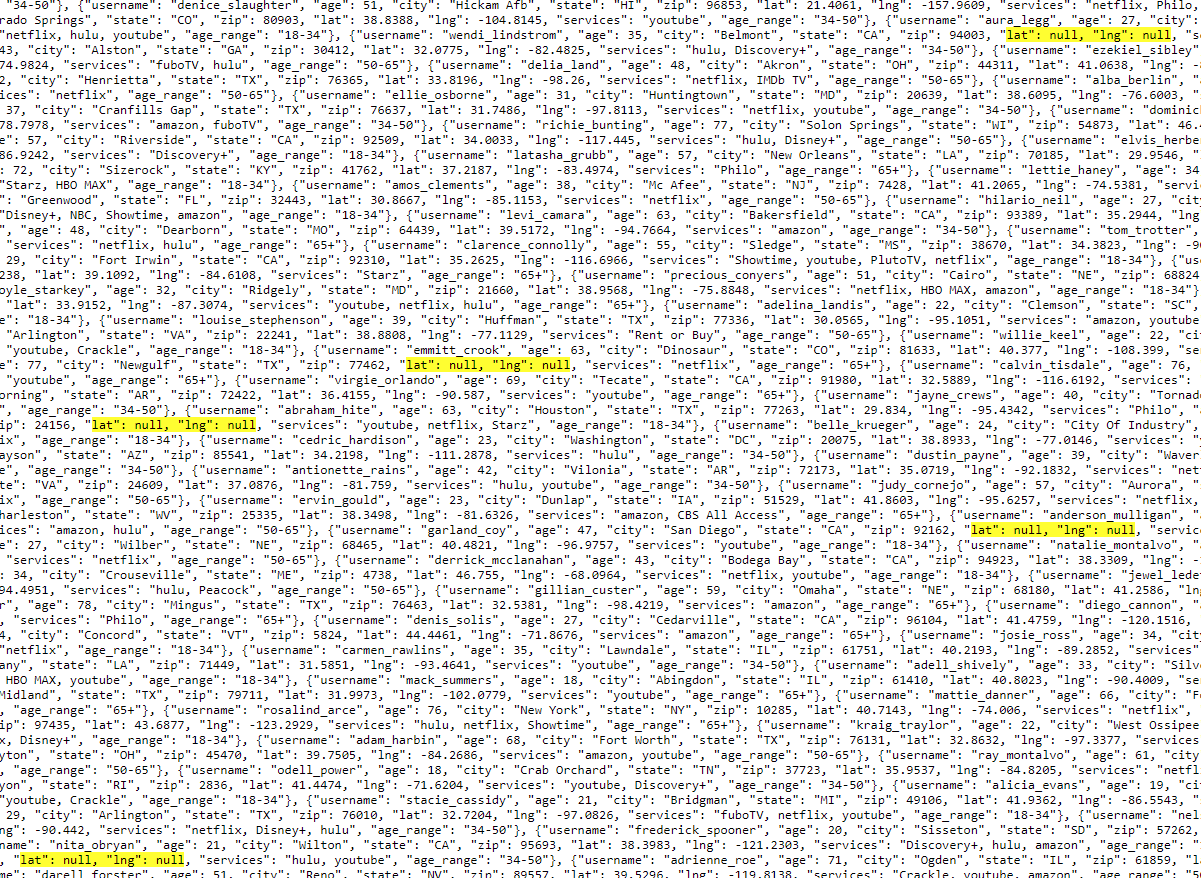 "34-50"}, {"username": "denice_slaughter", "age": 51, "city": "Hickam Afb", "state": "HI", "zip": 96853, "lat": 21.4061, "lng": -157.9609, "services": "netflix, Philo,
rado Springs", "state": "CO", "zip": 80903, "lat": 38.8388, "lng": -104.8145, "services": "youtube", "age_range": "34-50"}, {"username": "aura_legg", "age": 27, "city":
"netflix, hulu, youtube", "age_range": "18-34"}, {"username": "wendi_lindstrom", "age": 35, "city": "Belmont", "state": "CA", "zip": 94003, "lat": null, "lng": null, "se
43, "city": "Alston", "state": "GA", "zip": 30412, "lat": 32.0775, "lng": -82.4825, "services": "hulu, Discovery+", "age_range": "34-50"}, {"username": "ezekiel_sibley"
74.9824, "services": "fuboTV, hulu", "age_range": "50-65"}, {"username": "delia_land", "age": 48, "city": "Akron", "state": "OH", "zip": 44311, "lat": 41.0638, "lng": -8
2, "city": "Henrietta", "state": "TX", "zip": 76365, "lat": 33.8196, "lng": -98.26, "services": "netflix, IMDb TV", "age_range": "50-65"}, {"username": "alba_berlin", "a
ices": "netflix", "age_range": "50-65"}, {"username": "ellie_osborne", "age": 31, "city": "Huntingtown", "state": "MD", "zip": 20639, "lat": 38.6095, "lng": -76.6003, "s
37, "city": "Cranfills Gap", "state": "TX", "zip": 76637, "lat": 31.7486, "lng": -97.8113, "services": "netflix, youtube", "age_range": "34-50"}, {"username": "dominic
78.7978, "services": "amazon, fuboTV", "age_range": "34-50"}, {"username": "richie_bunting", "age": 77, "city": "Solon Springs", "state": "WI", "zip": 54873, "lat": 46.
e": 57, "city": "Riverside", "state": "CA", "zip": 92509, "lat": 34.0033, "lng": -117.445, "services": "hulu, Disney+", "age_range": "50-65"}, {"username": "elvis_herbe
86.9242, "services": "Discovery+", "age_range": "18-34"}, {"username": "latasha_grubb", "age": 57, "city": "New Orleans", "state": "LA", "zip": 70185, "lat": 29.9546, "
: 72, "city": "Sizerock", "state": "KY", "zip": 41762, "lat": 37.2187, "lng": -83.4974, "services": "Philo", "age_range": "65+"}, {"username": "lettie_haney", "age": 34
"Starz, HBO MAX", "age_range": "18-34"}, {"username": "amos_clements", "age": 38, "city": "Mc Afee", "state": "NJ", "zip": 7428, "lat": 41.2065, "lng": -74.5381, "servic
"Greenwood", "state": "FL", "zip": 32443, "lat": 30.8667, "lng": -85.1153, "services": "netflix", "age_range": "50-65"}, {"username": "hilario_neil", "age": 27, "city":
"Disney+, NBC, Showtime, amazon", "age_range": "18-34"}, {"username": "levi_camara", "age": 63, "city": "Bakersfield", "state": "CA", "zip": 93389, "lat": 35.2944, "lng"
, "age": 48, "city": "Dearborn", "state": "MO", "zip": 64439, "lat": 39.5172, "lng": -94.7664, "services": "amazon", "age_range": "34-50"}, {"username": "tom_trotter",
"services": "netflix, hulu", "age_range": "65+"}, {"username": "clarence_connolly", "age": 55, "city": "Sledge", "state": "MS", "zip": 38670, "lat": 34.3823, "lng": -90
29, "city": "Fort Irwin", "state": "CA", "zip": 92310, "lat": 35.2625, "lng": -116.6966, "services": "Showtime, youtube, PlutoTV, netflix", "age_range": "18-34"}, {"use
238, "lat": 39.1092, "lng": -84.6108, "services": "Starz", "age_range": "65+"}, {"username": "precious_conyers", "age": 51, "city": "Cairo", "state": "NE", "zip": 68824
oyle_starkey", "age": 32, "city": "Ridgely", "state": "MD", "zip": 21660, "lat": 38.9568, "lng": -75.8848, "services": "netflix, HBO MAX, amazon", "age_range": "18-34"}
"lat": 33.9152, "lng": -87.3074, "services": "youtube, netflix, hulu", "age_range": "65+"}, {"username": "adelina_landis", "age": 22, "city": "Clemson", "state": "SC",
e": "18-34"}, {"username": "louise_stephenson", "age": 39, "city": "Huffman", "state": "TX", "zip": 77336, "lat": 30.0565, "lng": -95.1051, "services": "amazon, youtube
"Arlington", "state": "VA", "zip": 22241, "lat": 38.8808, "lng": -77.1129, "services": "Rent or Buy", "age_range": "50-65"}, {"username": "willie_keel", "age": 22, "cit
"youtube, Crackle", "age_range": "18-34"}, {"username": "emmitt_crook", "age": 63, "city": "Dinosaur", "state": "CO", "zip": 81633, "lat": 40.377, "lng": -108.399, "ser
e": 77, "city": "Newgulf", "state": "TX", "zip": 77462, "lat": null, "lng": null, "services": "netflix", "age_range": "65+"}, {"username": "calvin_tisdale", "age": 76,
"youtube", "age_range": "65+"}, {"username": "virgie_orlando", "age": 69, "city": "Tecate", "state": "CA", "zip": 91980, "lat": 32.5889, "lng": -116.6192, "services":
orning", "state": "AR", "zip": 72422, "lat": 36.4155, "lng": -90.587, "services": "youtube", "age_range": "65+"}, {"username": "jayne_crews", "age": 40, "city": "Tornad
, "age_range": "34-50"}, {"username": "abraham_hite", "age": 63, "city": "Houston", "state": "TX", "zip": 77263, "lat": 29.834, "lng": -95.4342, "services": "Philo", "a
ip": 24156, "lat": null, "lng": null, "services": "youtube, netflix, Starz", "age_range": "18-34"}, {"username": "belle_krueger", "age": 24, "city": "City Of Industry",
ix", "age_range": "18-34"}, {"username": "cedric_hardison", "age": 23, "city": "Washington", "state": "DC", "zip": 20075, "lat": 38.8933, "lng": -77.0146, "services": "
ayson", "state": "AZ", "zip": 85541, "lat": 34.2198, "lng": -111.2878, "services": "hulu", "age_range": "34-50"}, {"username": "dustin_payne", "age": 39, "city": "Waver
e", "age_range": "34-50"}, {"username": "antionette_rains", "age": 42, "city": "Vilonia", "state": "AR", "zip": 72173, "lat": 35.0719, "lng": -92.1832, "services": "net
te": "VA", "zip": 24609, "lat": 37.0876, "lng": -81.759, "services": "hulu, youtube", "age_range": "34-50"}, {"username": "judy_cornejo", "age": 57, "city": "Aurora", "
ix", "age_range": "50-65"}, {"username": "ervin_gould", "age": 23, "city": "Dunlap", "state": "IA", "zip": 51529, "lat": 41.8603, "lng": -95.6257, "services": "netflix,
harleston", "state": "WV", "zip": 25335, "lat": 38.3498, "lng": -81.6326, "services": "amazon, CBS All Access", "age_range": "65+"}, {"username": "anderson_mulligan", "
ices": "amazon, hulu", "age_range": "50-65"}, {"username": "garland_coy", "age": 47, "city": "San Diego", "state": "CA", "zip": 92162, "lat": null, "lng": null, "servic
e": 27, "city": "Wilber", "state": "NE", "zip": 68465, "lat": 40.4821, "lng": -96.9757, "services": "youtube", "age_range": "18-34"}, {"username": "natalie_montalvo", "
ces": "netflix", "age_range": "50-65"}, {"username": "derrick_mcclanahan", "age": 43, "city": "Bodega Bay", "state": "CA", "zip": 94923, "lat": 38.3309, "lng": -1
: 34, "city": "Crouseville", "state": "ME", "zip": 4738, "lat": 46.755, "lng": -68.0964, "services": "netflix, youtube", "age_range": "18-34"}, {"username": "jewel_lede
94.4951, "services": "hulu, Peacock", "age_range": "50-65"}, {"username": "gillian_custer", "age": 59, "city": "Omaha", "state": "NE", "zip": 68180, "lat": 41.2586, "lng
r", "age": 78, "city": "Mingus", "state": "TX", "zip": 76463, "lat": 32.5381, "lng": -98.4219, "services": "amazon", "age_range": "65+"}, {"username": "diego_cannon", "
, "services": "Philo", "age_range": "65+"}, {"username": "denis_solis", "age": 27, "city": "Cedarville", "state": "CA", "zip": 96104, "lat": 41.4759, "lng": -120.1516,
4, "city": "Concord", "state": "VT", "zip": 5824, "lat": 44.4461, "lng": -71.8676, "services": "amazon", "age_range": "65+"}, {"username": "josie_ross", "age": 34, "city
"netflix", "age_range": "18-34"}, {"username": "carmen_rawlins", "age": 35, "city": "Lawndale", "state": "IL", "zip": 61751, "lat": 40.2193, "lng": -89.2852, "services
any", "state": "LA", "zip": 71449, "lat": 31.5851, "lng": -93.4641, "services": "youtube", "age_range": "34-50"}, {"username": "adell_shively", "age": 33, "city": "Silve
HBO MAX, youtube", "age_range": "18-34"}, {"username": "mack_summers", "age": 18, "city": "Abingdon", "state": "IL", "zip": 61410, "lat": 40.8023, "lng": -90.4009, "se
Midland", "state": "TX", "zip": 79711, "lat": 31.9973, "lng": -102.0779, "services": "youtube", "age_range": "65+"}, {"username": "mattie_danner", "age": 66, "city": "Fo
, "age_range": "65+"}, {"username": "rosalind_arce", "age": 76, "city": "New York", "state": "NY", "zip": 10285, "lat": 40.7143, "lng": -74.006, "services": "netflix", "
ip": 97435, "lat": 43.6877, "lng": -123.2929, "services": "hulu, netflix, Showtime", "age_range": "65+"}, {"username": "kraig_traylor", "age": 22, "city": "West Ossipee
x, Disney+", "age_range": "18-34"}, {"username": "adam_harbin", "age": 68, "city": "Fort Worth", "state": "TX", "zip": 76131, "lat": 32.8632, "lng": -97.3377, "services
yton", "state": "OH", "zip": 45470, "lat": 39.7505, "lng": -84.2686, "services": "amazon, youtube", "age_range": "50-65"}, {"username": "ray_montalvo", "age": 61, "city"
, "age_range": "50-65"}, {"username": "odell_power", "age": 18, "city": "Crab Orchard", "state": "TN", "zip": 37723, "lat": 35.9537, "lng": -84.8205, "services": "netfl
yon", "state": "RI", "zip": 2836, "lat": 41.4474, "lng": -71.6204, "services": "youtube, Discovery+", "age_range": "34-50"}, {"username": "alicia_evans", "age": 19, "ci
"youtube, Crackle", "age_range": "18-34"}, {"username": "stacie_cassidy", "age": 21, "city": "Bridgman", "state": "MI", "zip": 49106, "lat": 41.9362, "lng": -86.5543, "
29, "city": "Arlington", "state": "TX", "zip": 76010, "lat": 32.7204, "lng": -97.0826, "services": "fuboTV, netflix, youtube", "age_range": "18-34"}, {"username": "nel
ng": -90.442, "services": "netflix, Disney+, hulu", "age_range": "34-50"}, {"username": "frederick_spooner", "age": 20, "city": "Sisseton", "state": "SD", "zip": 57262,
name": "nita_obryan", "age": 21, "city": "Wilton", "state": "CA", "zip": 95693, "lat": 38.3983, "lng": -121.2303, "services": "Discovery+, hulu, amazon", "age_range": "
, "lat": null, "lng": null, "services": "hulu, youtube", "age_range": "34-50"}, {"username": "adrienne_roe", "age": 71, "city": "Ogden", "state": "IL", "zip": 61859, "la
: "darell_forster", "age": 51, "city": "Reno", "state": "NV", "zip": 89557, "lat": 39.5296, "lng": -119.8138, "services": "Crackle, youtube, amazon", "age_range":